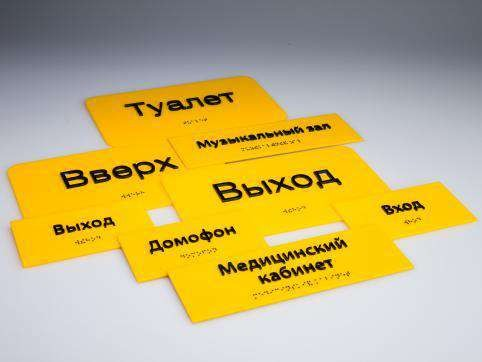 Туалет
Музыкальный зал
Вверх
Выход
Выход
Вход
Домофон
Медицинский
кабинет